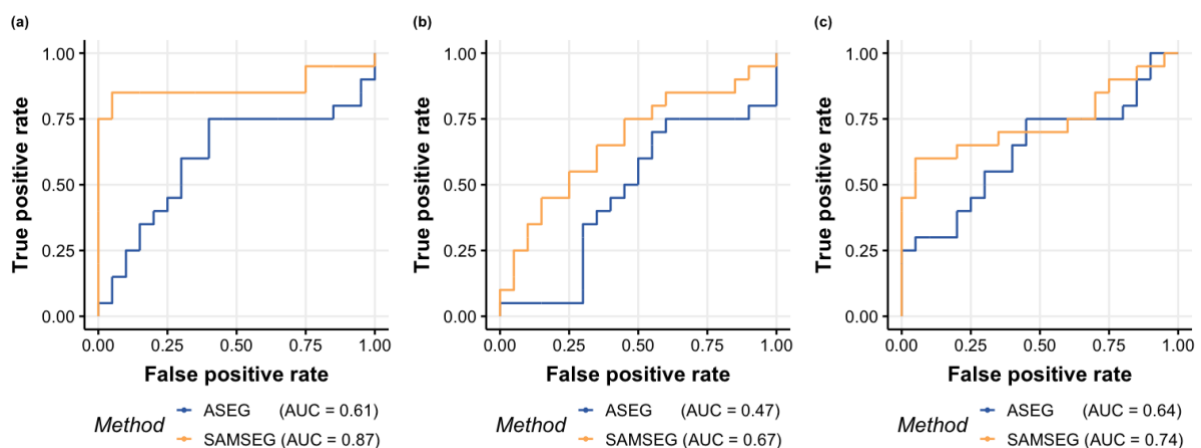 (a)
True positive rate
1.00
0.75
0.50
0.25
0.00
0.00 0.25 0.50 0.75 1.00
False positive rate
Method
ASEG (AUC = 0.61)
SAMSEG (AUC = 0.87)
(b)
True positive rate
1.00
0.75
0.50
0.25
0.00
0.00 0.25 0.50 0.75 1.00
False positive rate
Method
ASEG (AUC = 0.47)
SAMSEG (AUC = 0.67)
(c)
True positive rate
1.00
0.75
0.50
0.25
0.00
0.00 0.25 0.50 0.75 1.00
False positive rate
Method
ASEG (AUC = 0.64)
SAMSEG (AUC = 0.74)